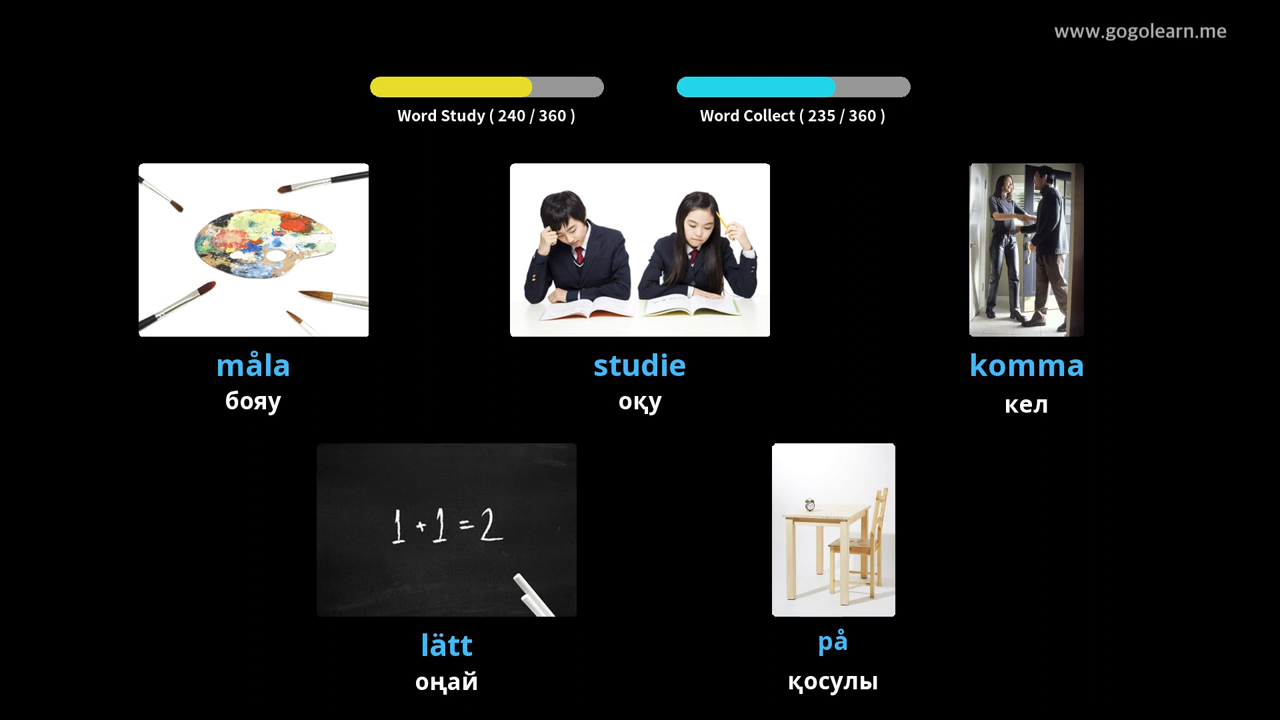 www.gogolearn.me
Word Study ( 240 / 360 )
Word Collect ( 235 / 360 )
måla
бояу
studie
оқу
komma
кел
1 + 1 = 2
lätt
оңай
på
қосулы